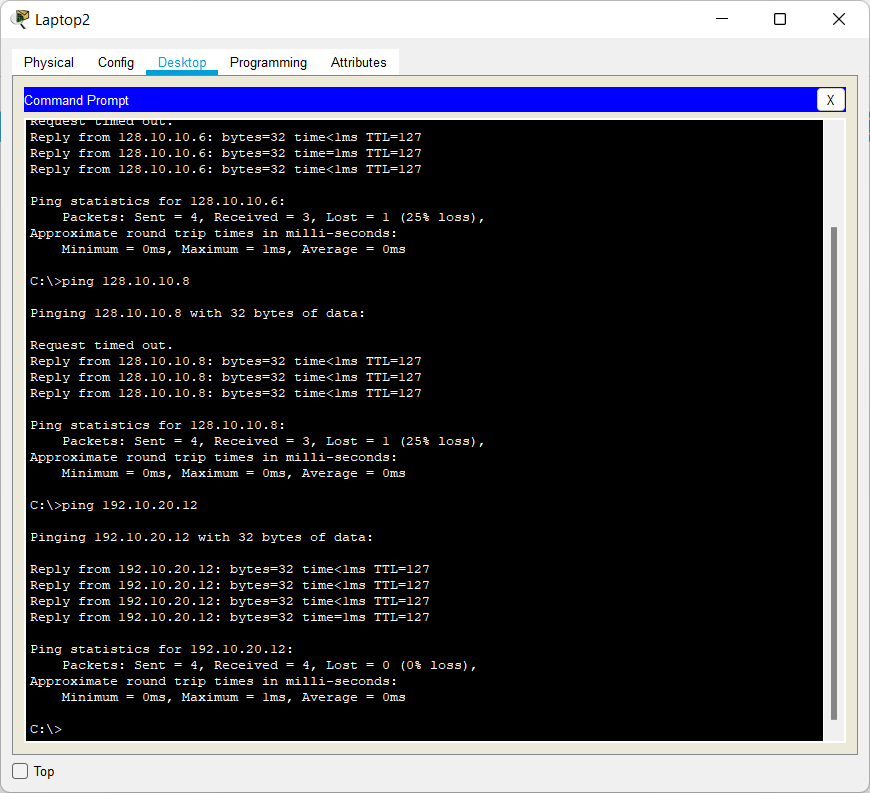 Laptop2
Physical Config Desktop Programming Attributes
Command Prompt X
Request timed out.
Reply from 128.10.10.6: bytes=32 time<1ms TTL=127
Reply from 128.10.10.6: bytes=32 time=1ms TTL=127
Reply from 128.10.10.6: bytes=32 time<1ms TTL=127
Ping statistics for 128.10.10.6:
Packets: Sent = 4, Received = 3, Lost = 1 (25% loss),
Approximate round trip times in milli-seconds:
Minimum = 0ms, Maximum = 1ms, Average = 0ms
C:\>ping 128.10.10.8
Pinging 128.10.10.8 with 32 bytes of data:
Request timed out.
Reply from 128.10.10.8: bytes=32 time<1ms TTL=127
Reply from 128.10.10.8: bytes=32 time<1ms TTL=127
Reply from 128.10.10.8: bytes=32 time<1ms TTL=127
Ping statistics for 128.10.10.8:
Packets: Sent = 4, Received = 3, Lost = 1 (25% loss),
Approximate round trip times in milli-seconds:
Minimum = 0ms, Maximum = 0ms, Average = 0ms
C:\>ping 192.10.20.12
Pinging 192.10.20.12 with 32 bytes of data:
Reply from 192.10.20.12: bytes=32 time<1ms TTL=127
Reply from 192.10.20.12: bytes=32 time<1ms TTL=127
Reply from 192.10.20.12: bytes=32 time<1ms TTL=127
Reply from 192.10.20.12: bytes=32 time=1ms TTL=127
Ping statistics for 192.10.20.12:
Packets: Sent = 4, Received = 4, Lost = 0 (0% loss),
Approximate round trip times in milli-seconds:
Minimum = 0ms, Maximum = 1ms, Average = 0ms
C:\>
Top